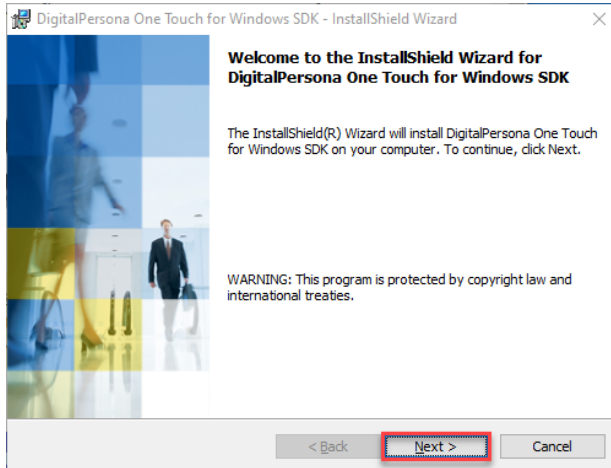 DigitalPersona One Touch for Windows SDK - InstallShield Wizard
Welcome to the InstallShield Wizard for
DigitalPersona One Touch for Windows SDK
The InstallShield(R) Wizard will install DigitalPersona One Touch
for Windows SDK on your computer. To continue, click Next.
WARNING: This program is protected by copyright law and
international treaties.
< Back Next > Cancel